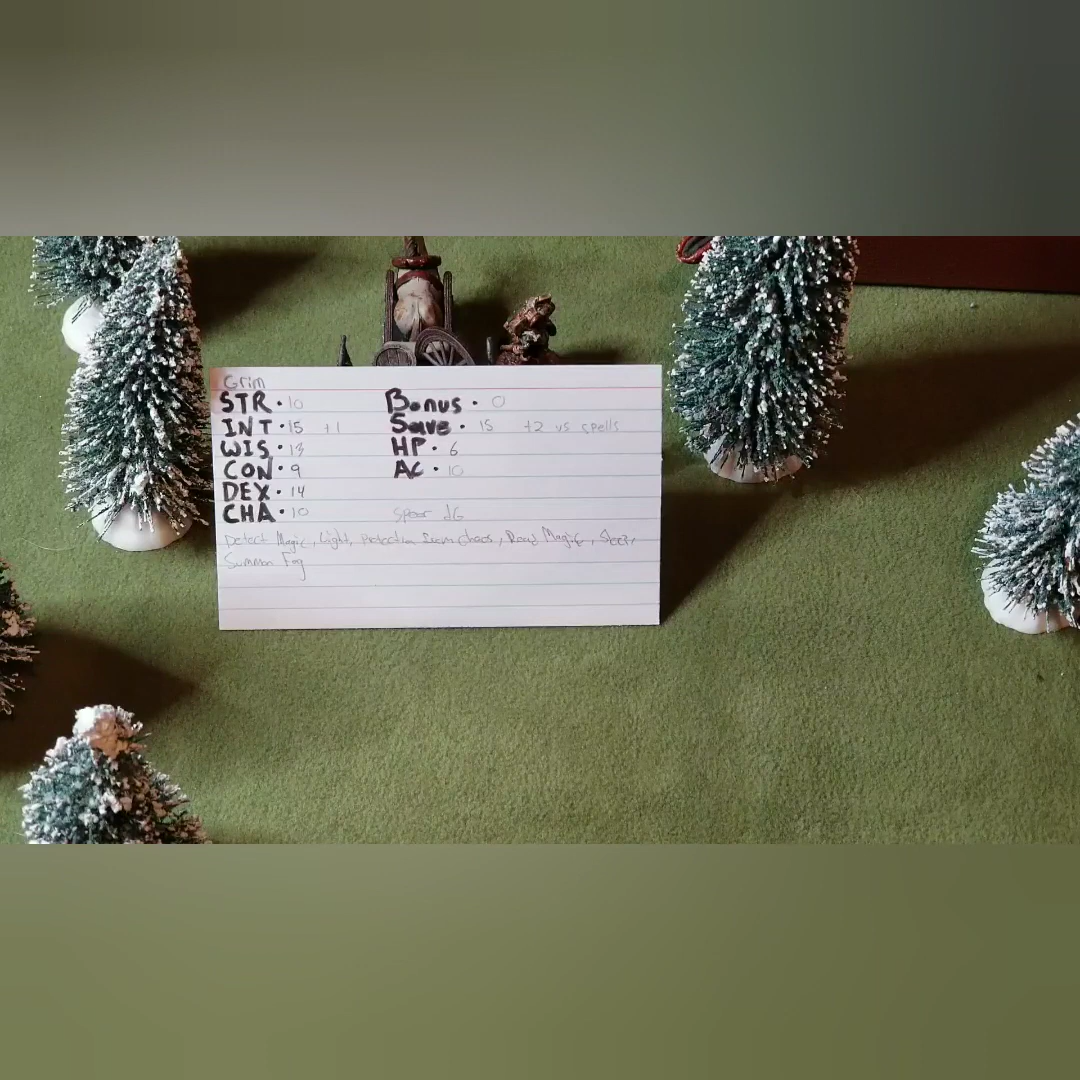 Grim
STR • 10 Bonus • 0
INT • 15 +1 Save • 15 +2 vs spells
WIS • 13 HP • 6
CON • 9 AC • 10
DEX • 14
CHA • 10 Spear d6
Detect Magic, Light, Protection from chaos, Read Magic, Sleep,
Summon Fog